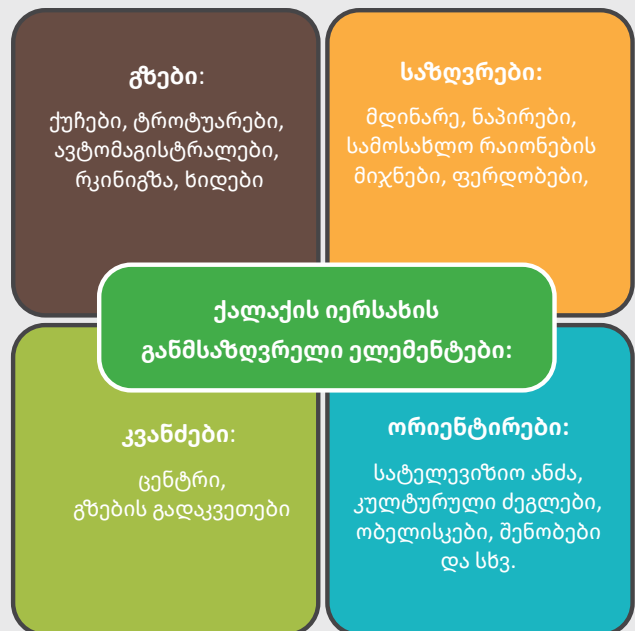 გზები:
ქუჩები, ტროტუარები,
ავტომაგისტრალები,
რკინიგზა, ხიდები
საზღვრები:
მდინარე, ნაპირები,
სამოსახლო რაიონების
მიჯნები, ფერდობები,
ქალაქის იერსახის
განმსაზღვრელი ელემენტები:
კვანძები:
ცენტრი,
გზების გადაკვეთები
ორიენტირები:
სატელევიზიო ანძა,
კულტურული ძეგლები,
ობელისკები, შენობები
და სხვ.